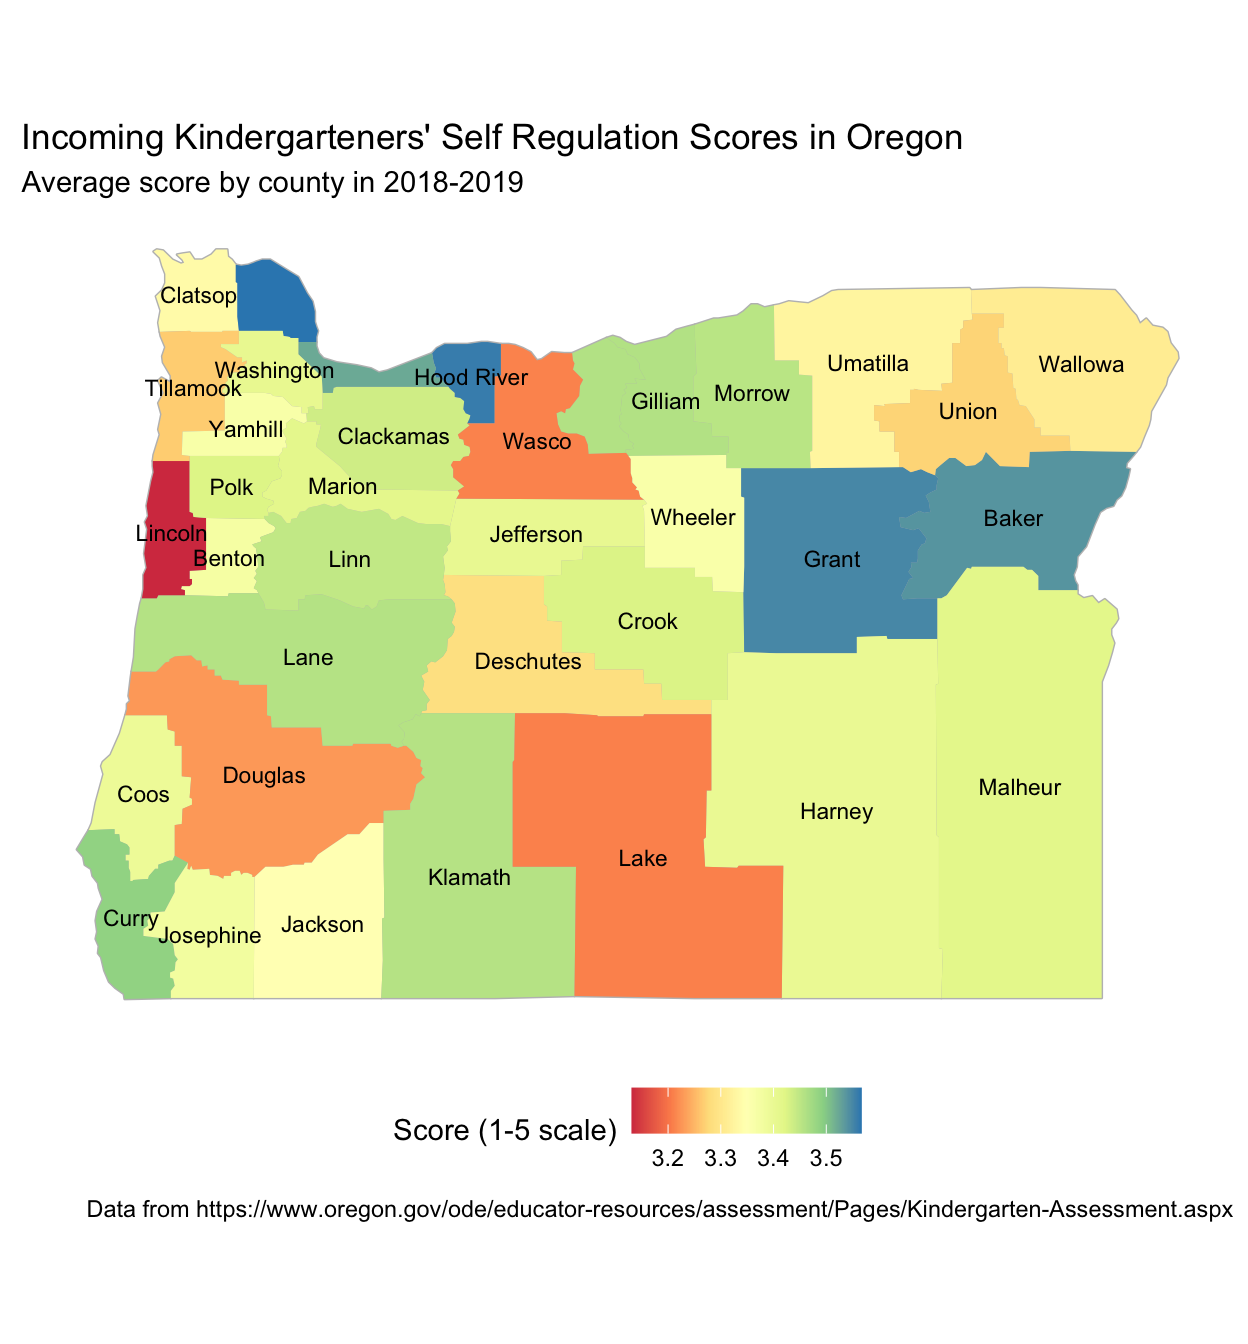 Incoming Kindergarteners' Self Regulation Scores in Oregon
Average score by county in 2018-2019
Clatsop
Umatilla
Wallowa
Washington
Hood River
Tillamook
Gilliam
Morrow
Union
Yamhill
Clackamas
Wasco
Polk
Marion
Wheeler
Baker
Lincoln
Jefferson
Benton
Linn
Grant
Crook
Lane
Deschutes
Douglas
Malheur
Coos
Harney
Lake
Klamath
Curry
Jackson
Josephine
Score (1-5 scale)
3.2 3.3 3.4 3.5
Data from https://www.oregon.gov/ode/educator-resources/assessment/Pages/Kindergarten-Assessment.aspx